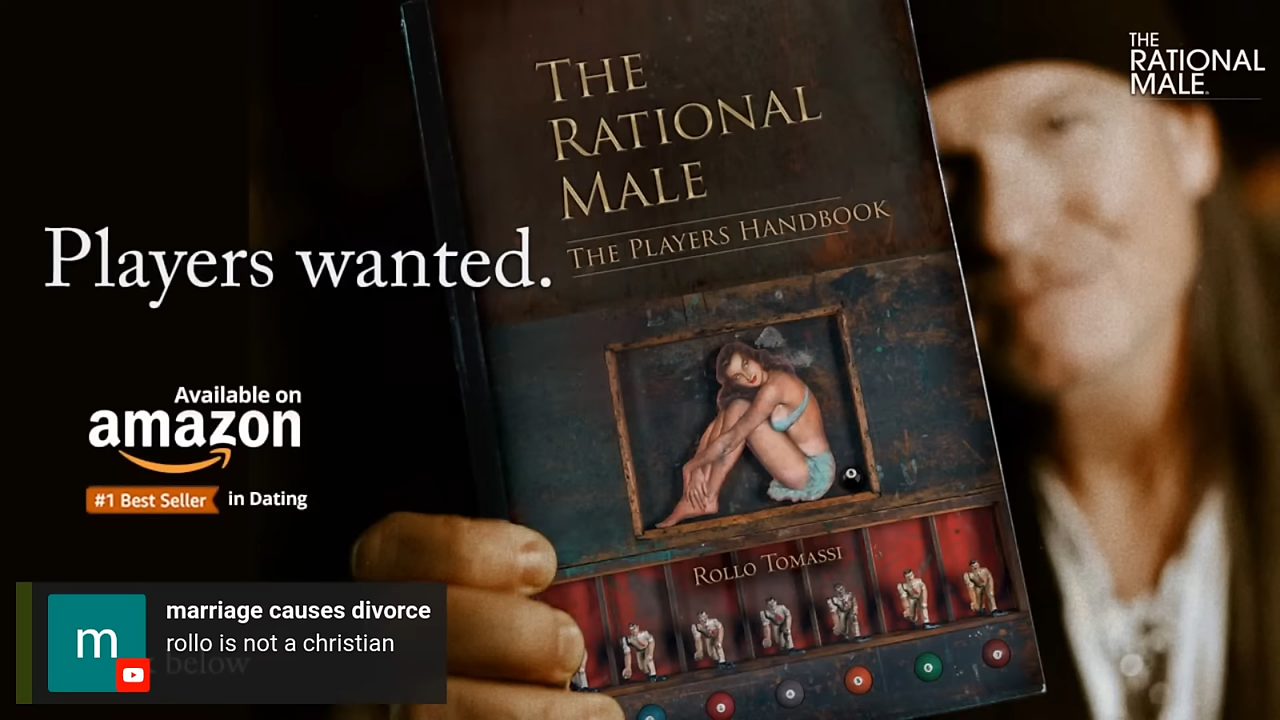 THE
RATIONAL
MALE
THE PLAYERS HANDBOOK
ROLLO TOMASSI
THE
RATIONAL
MALE
Players wanted.
Available on
amazon
#1 Best Seller in Dating
m
marriage causes divorce
rollo is not a christian
below